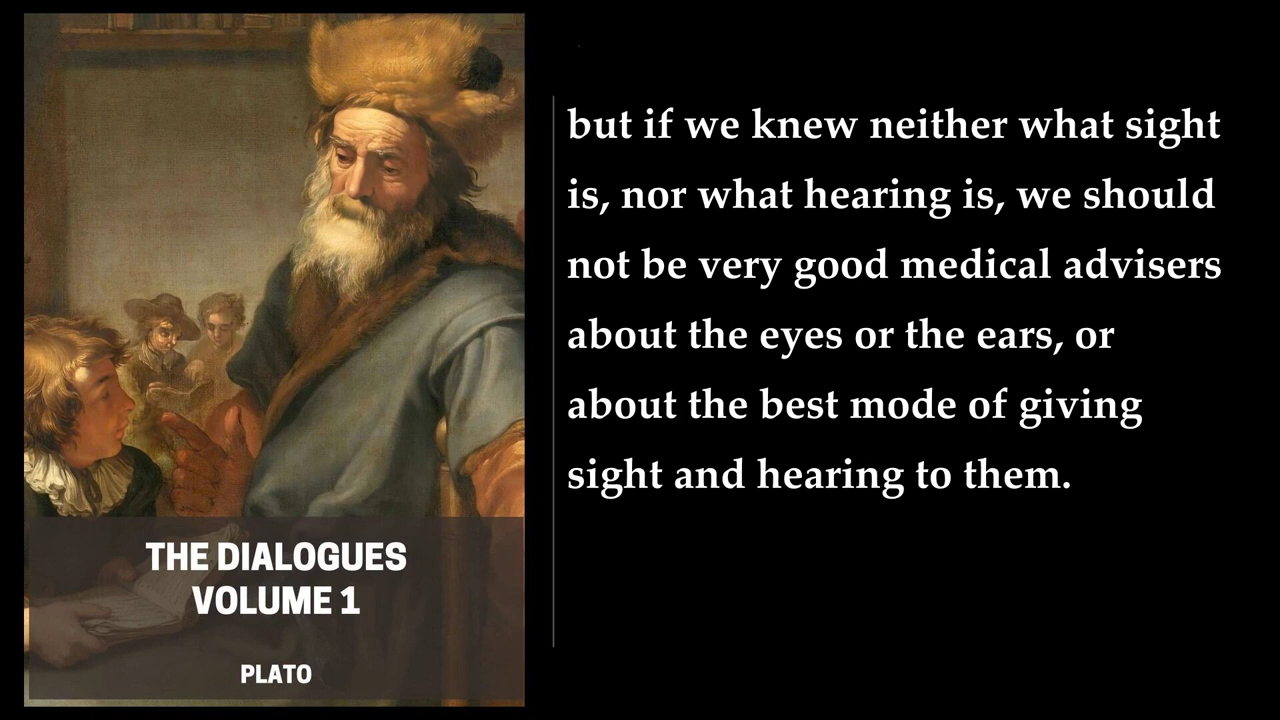 but if we knew neither what sight
is, nor what hearing is, we should
not be very good medical advisers
about the eyes or the ears, or
about the best mode of giving
sight and hearing to them.
THE DIALOGUES
VOLUME 1
PLATO